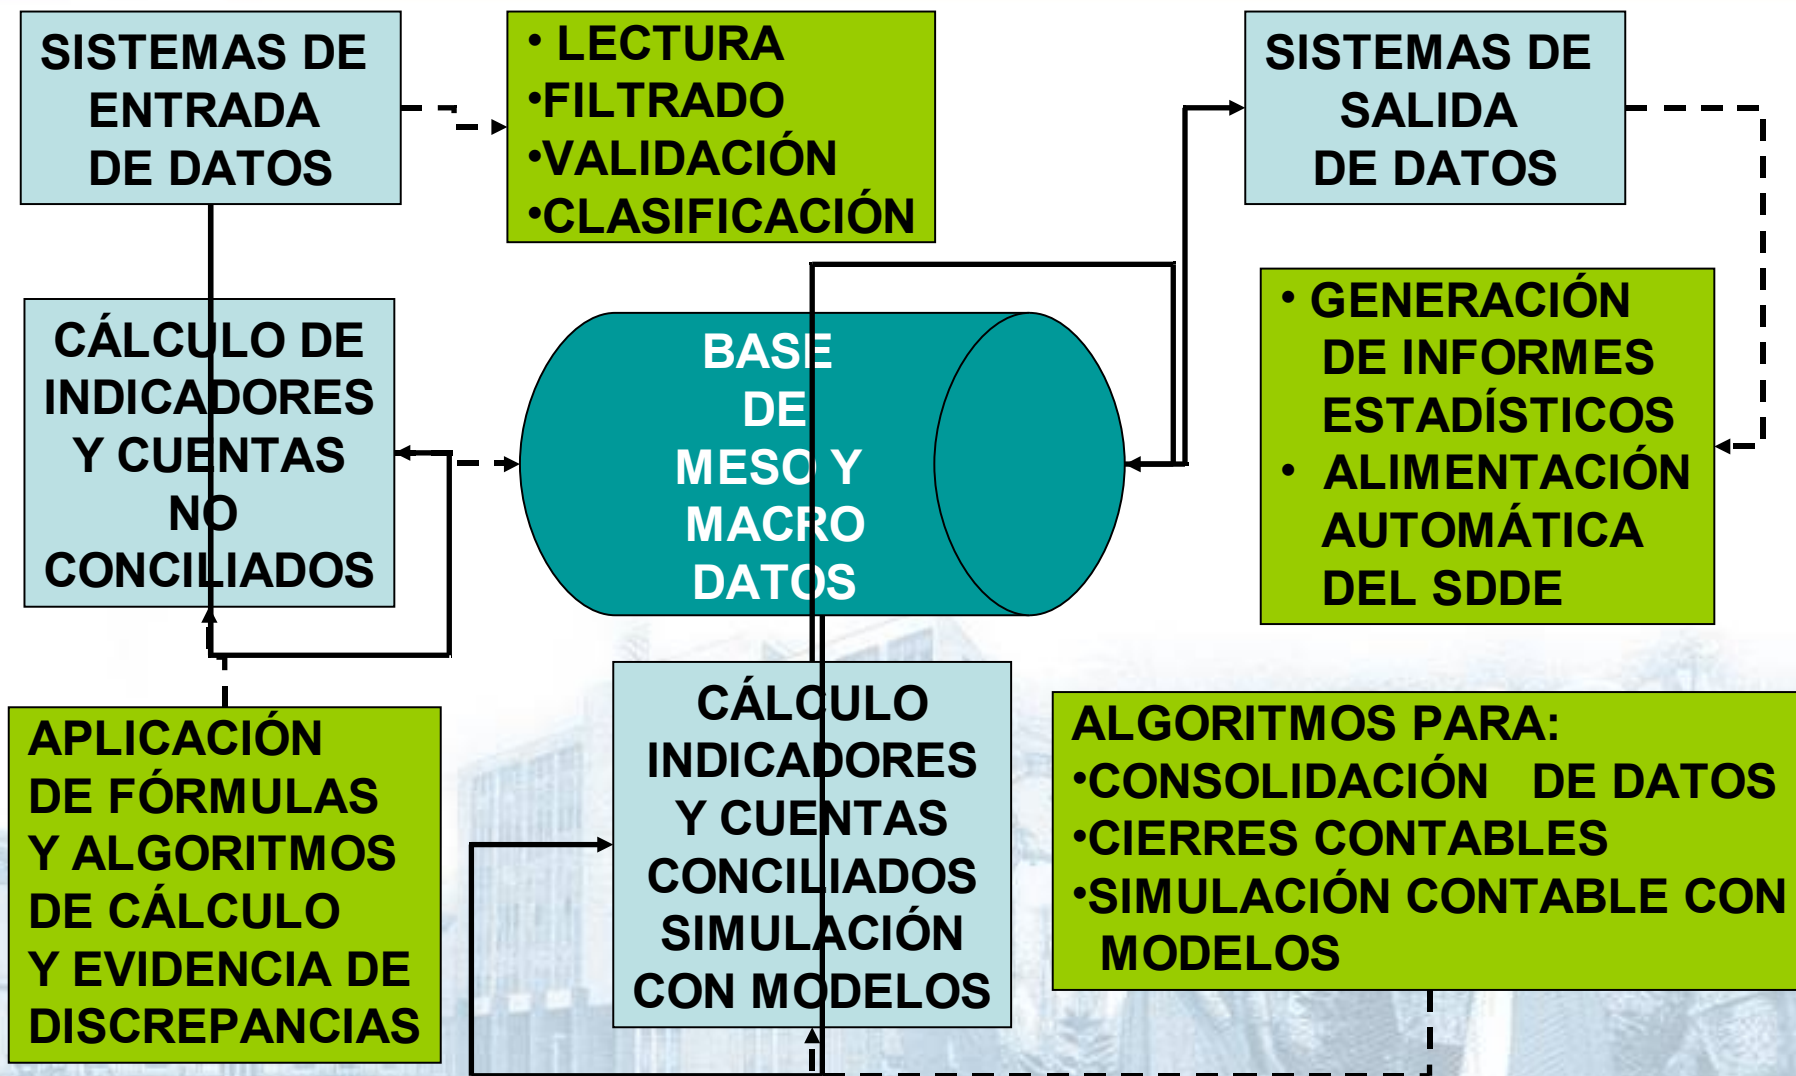 SISTEMAS DE
ENTRADA
DE DATOS
• LECTURA
•FILTRADO
•VALIDACIÓN
•CLASIFICACIÓN
SISTEMAS DE
SALIDA
DE DATOS
CÁLCULO DE
INDICADORES
Y CUENTAS
NO
CONCILIADOS
BASE
DE
MESO Y
MACRO
DATOS
• GENERACIÓN
DE INFORMES
ESTADÍSTICOS
• ALIMENTACIÓN
AUTOMÁTICA
DEL SDDE
APLICACIÓN
DE FÓRMULAS
Y ALGORITMOS
DE CÁLCULO
Y EVIDENCIA DE
DISCREPANCIAS
CÁLCULO
INDICADORES
Y CUENTAS
CONCILIADOS
SIMULACIÓN
CON MODELOS
ALGORITMOS PARA:
•CONSOLIDACIÓN DE DATOS
•CIERRES CONTABLES
•SIMULACIÓN CONTABLE CON
MODELOS